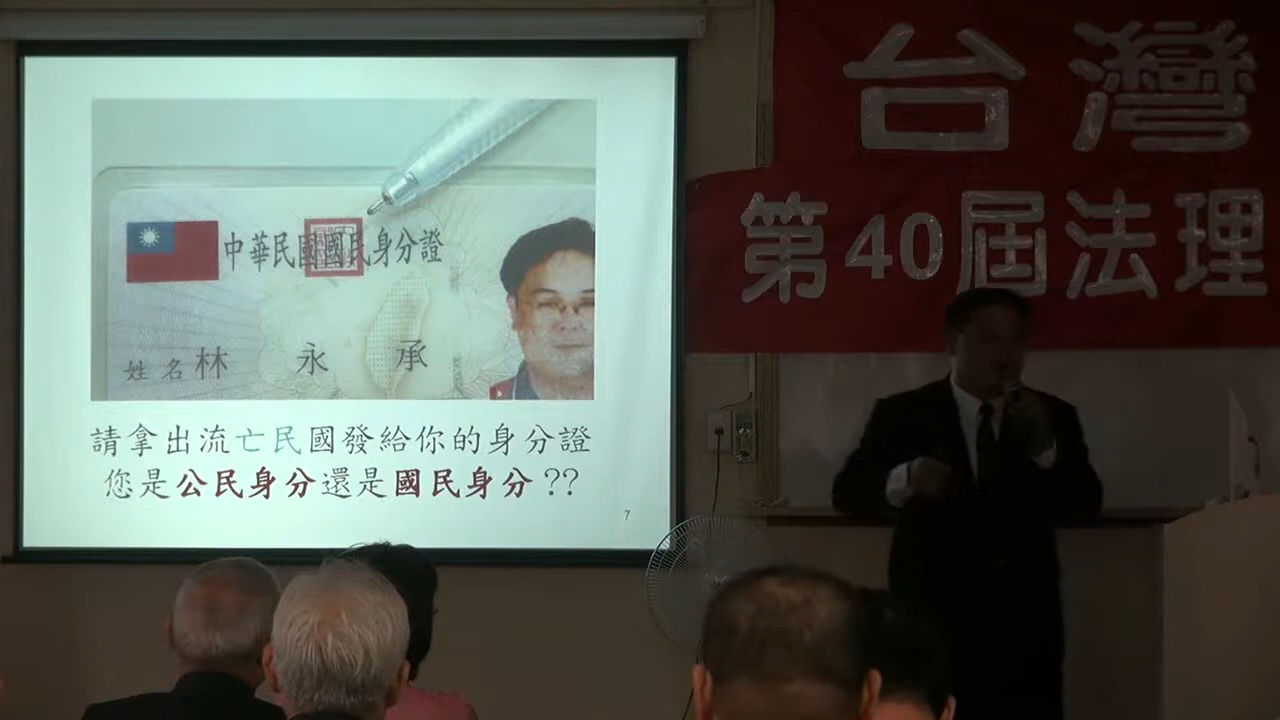 中華民國國民身分證
姓名林永承
請拿出流亡民國發給你的身分證
您是公民身分還是國民身分??
7
台灣
第40屆法理